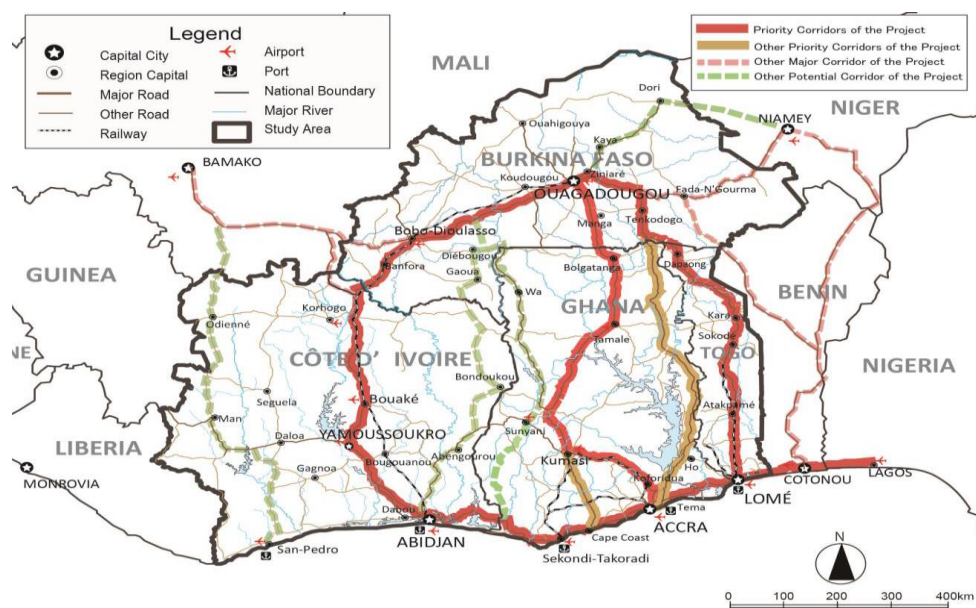 Legend
Capital City
Region Capital
Major Road
Other Road
Railway
Airport
Port
National Boundary
Major River
Study Area
Priority Corridors of the Project
Other Priority Corridors of the Project
Other Major Corridor of the Project
Other Potential Corridor of the Project
MALI
NIGER
Dori
NIAMEY
Ouahigouya
BAMAKO
Kaya
BURKINA FASO
Ziniaré
Koudougou
OUAGADOUGOU
Fada-N'Gourma
Manga
Tenkodogo
Bobo-Dioulasso
Diébougou
Banfora
Gaoua
Bolgatanga
Dapaong
GUINEA
Wa
GHANA
BENIN
Korhogo
Odienné
Kara
Sokode
Tamale
TOGO
CÔTE D' IVOIRE
NIGERIA
NE
Bondoukou
Seguela
Bouaké
Atakpamé
Man
Sunyani
LIBERIA
Daloa
YAMOUSSOUKRO
Abengourou
Bougouanou
Kumasi
Ho
Gagnoa
Koforidua
MONROVIA
COTONOU
LAGOS
LOMÉ
Dabou
Tema
ACCRA
ABIDJAN
Cape Coast
San-Pedro
Sekondi-Takoradi
N
0 100 200 300 400km